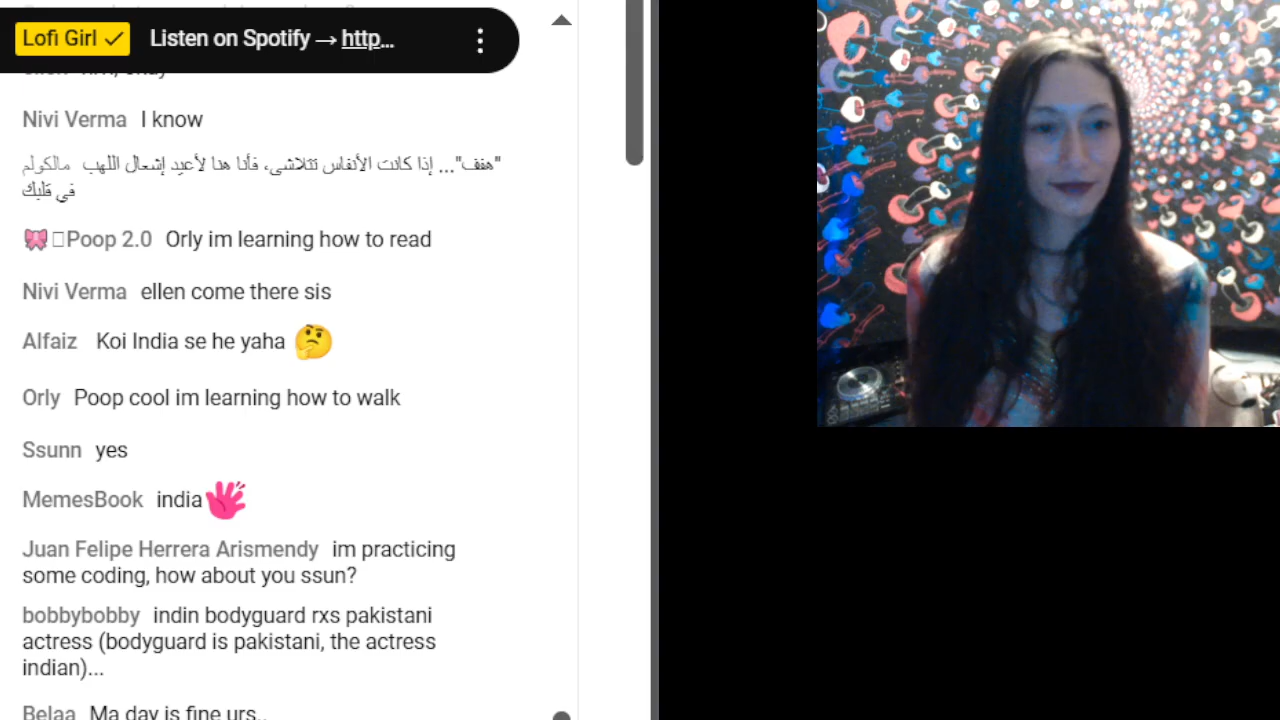 Lofi Girl ✓ Listen on Spotify → http...
Nivi Verma I know
مالكولم "هفف"... إذا كانت الأنفاس تتلاشى، فأنا هنا لأعيد إشعال اللهب
في قلبك
Poop 2.0 Orly im learning how to read
Nivi Verma ellen come there sis
Alfaiz Koi India se he yaha 🤔
Orly Poop cool im learning how to walk
Ssunn yes
MemesBook india
Juan Felipe Herrera Arismendy im practicing
some coding, how about you ssun?
bobbybobby indin bodyguard rxs pakistani
actress (bodyguard is pakistani, the actress
indian)...
Belaa Ma day is fine urs..